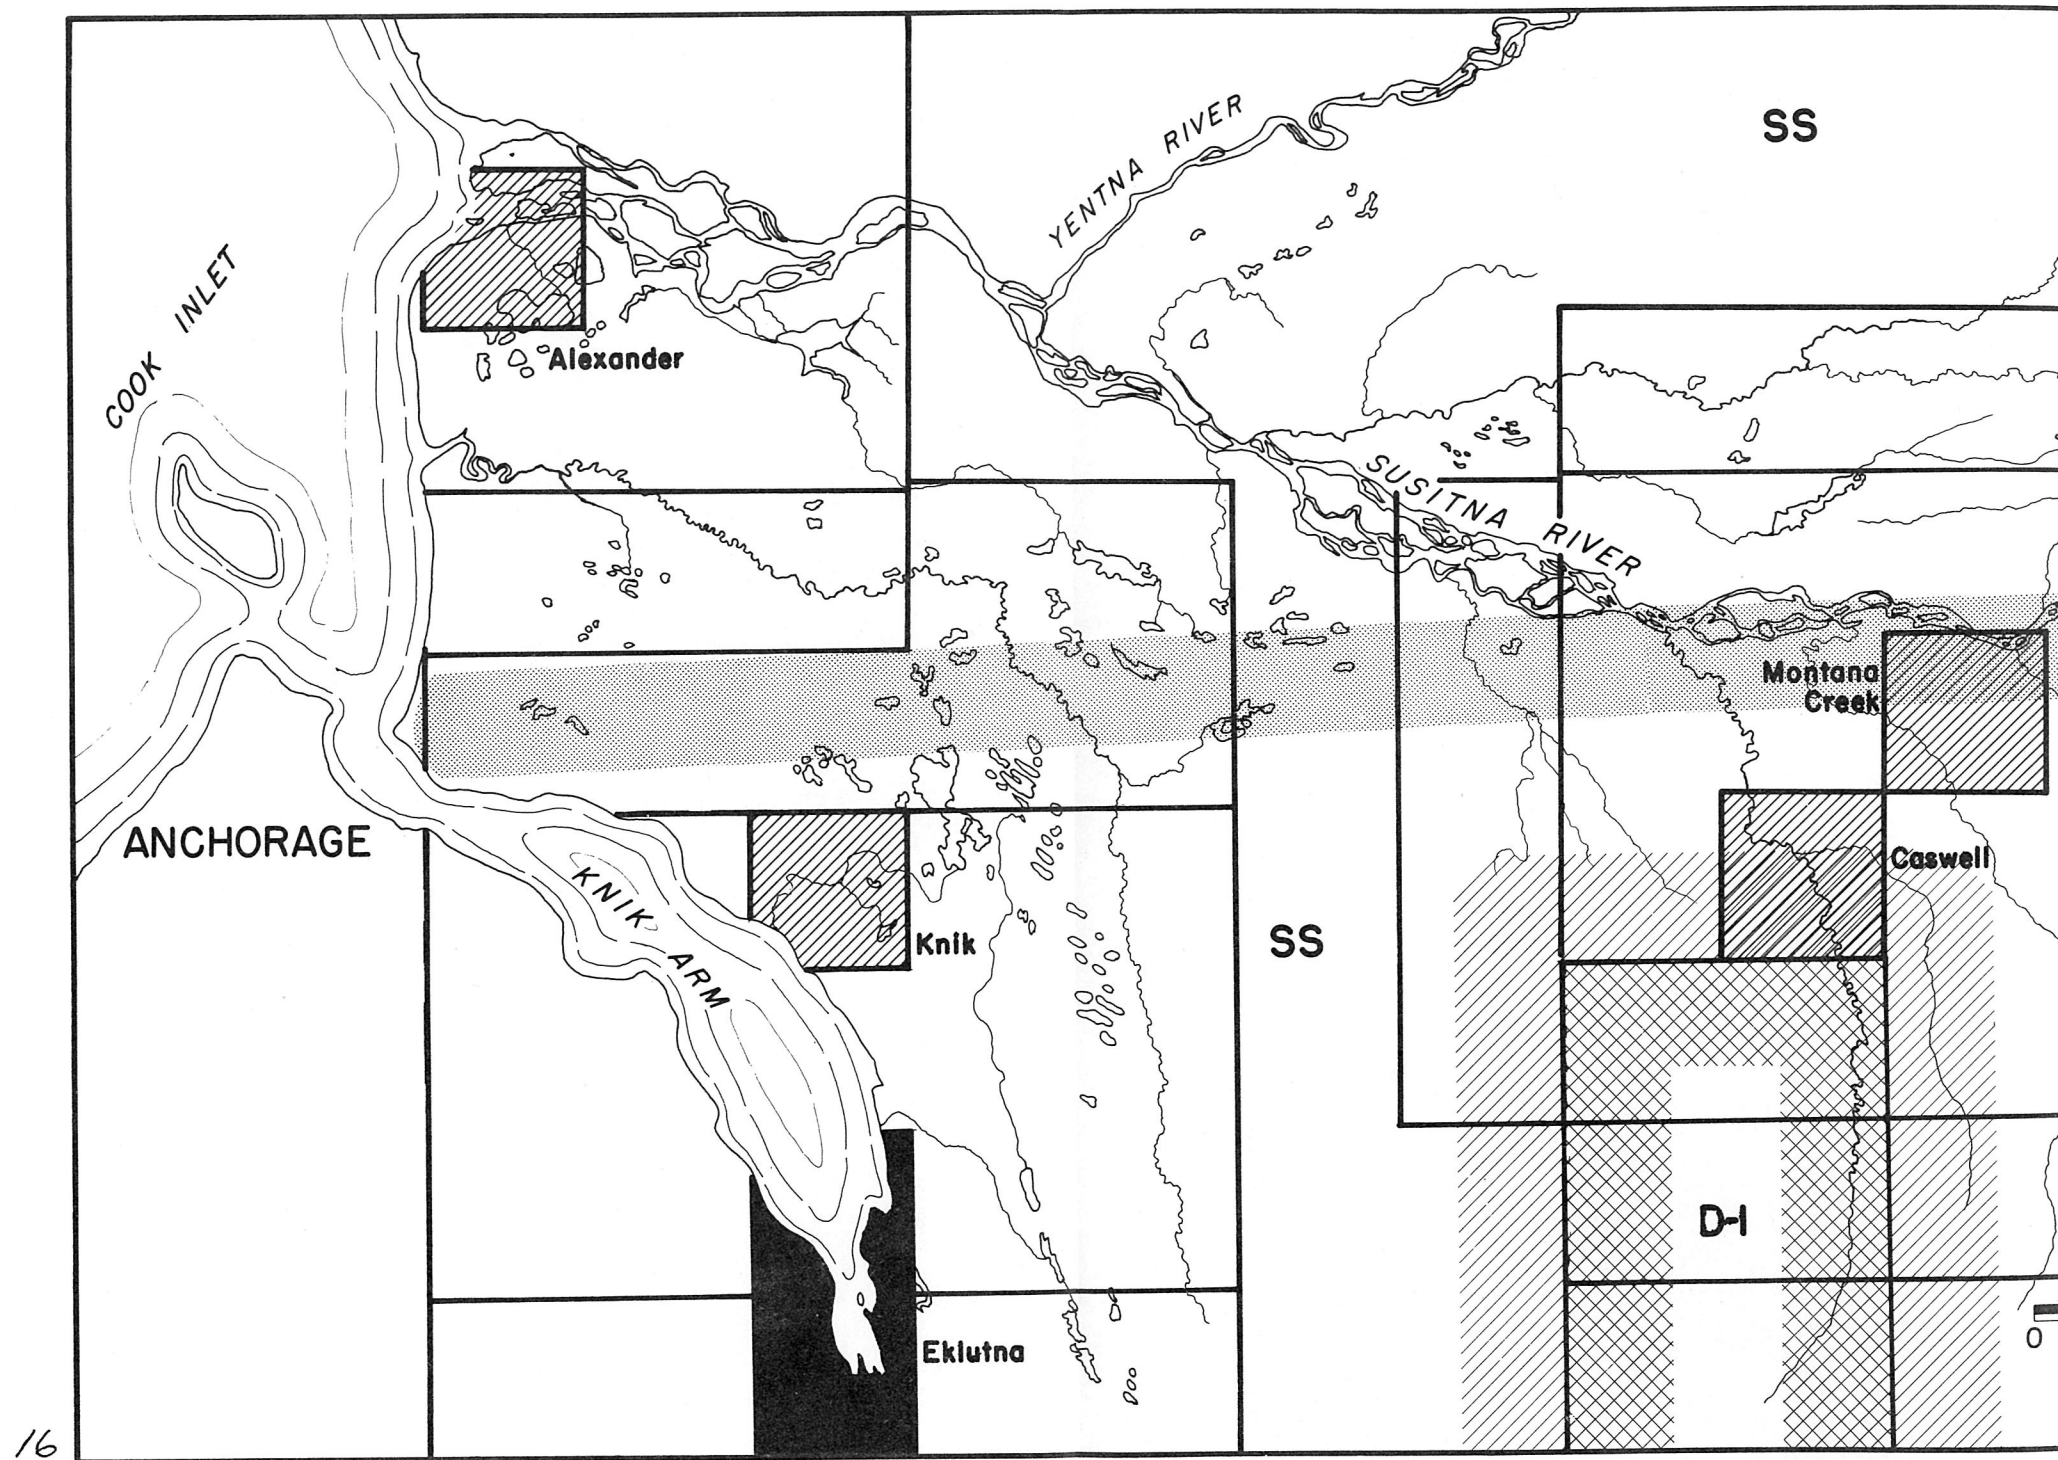 YENTNA RIVER
SS
COOK INLET
Alexander
SUSITNA RIVER
Montana
Creek
ANCHORAGE
KNIK ARM
Caswell
Knik
SS
D-1
Eklutna
0
16